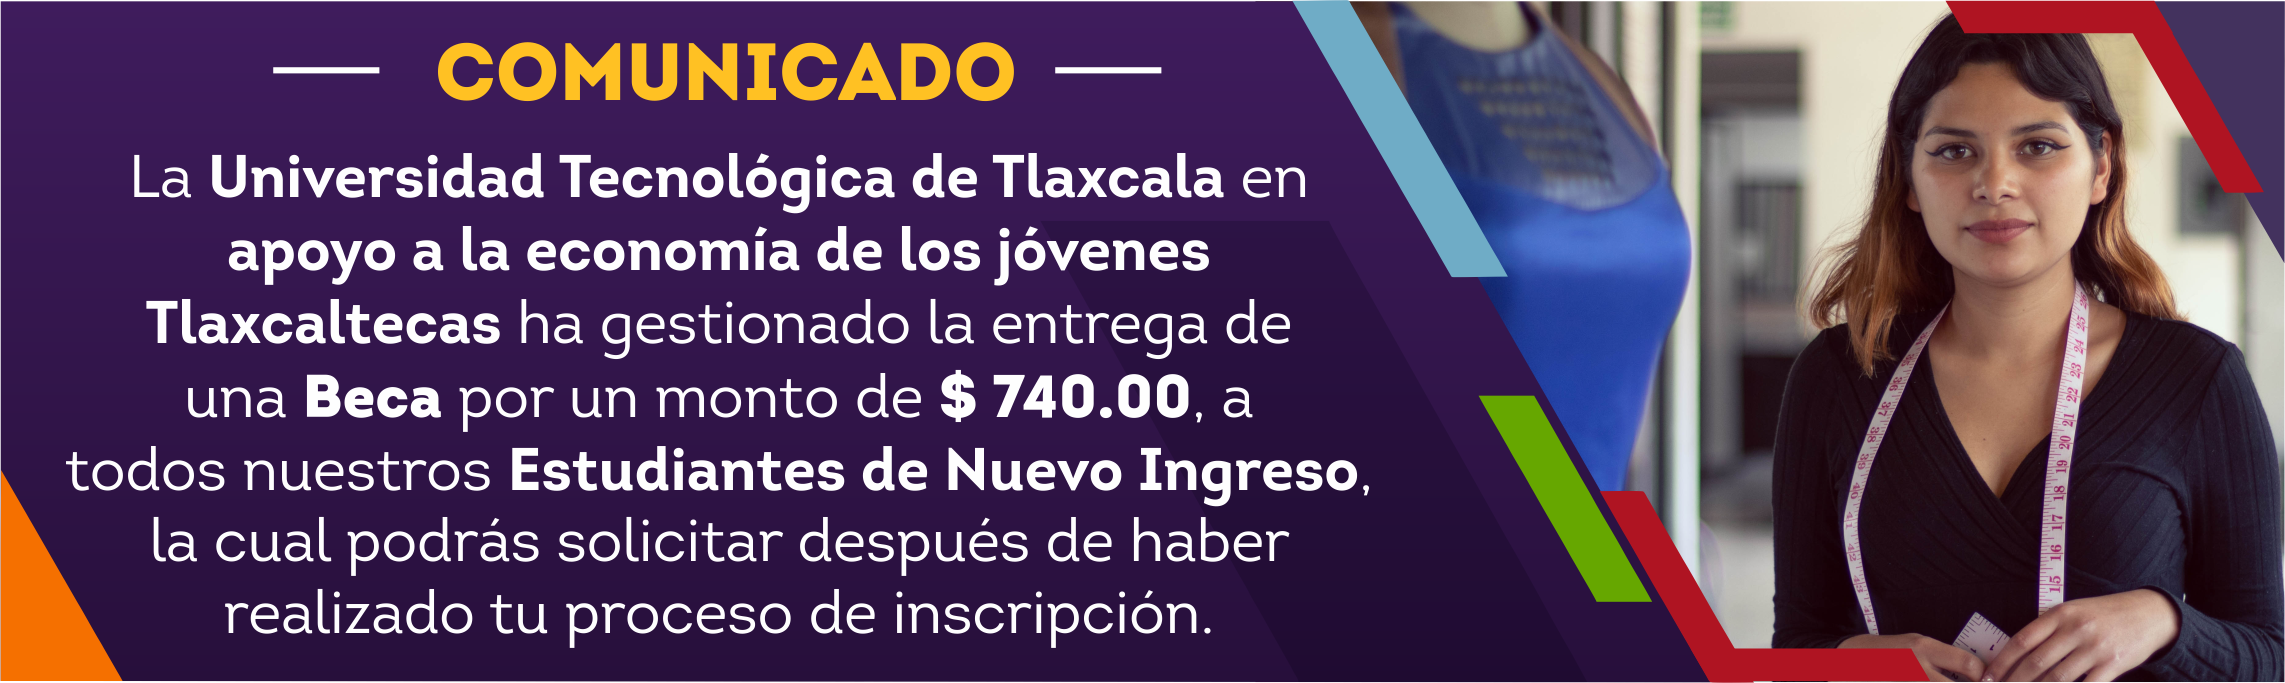 COMUNICADO
La Universidad Tecnológica de Tlaxcala en
apoyo a la economía de los jóvenes
Tlaxcaltecas ha gestionado la entrega de
una Beca por un monto de $ 740.00, a
todos nuestros Estudiantes de Nuevo Ingreso,
la cual podrás solicitar después de haber
realizado tu proceso de inscripción.